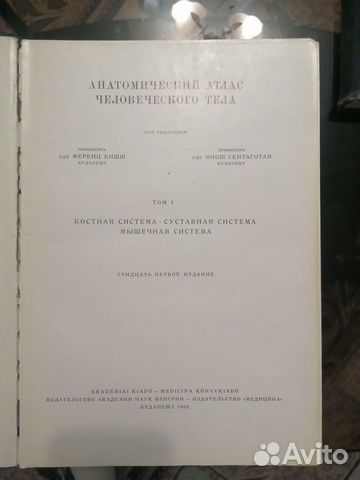 АНАТОМИЧЕСКИЙ АТЛАС
ЧЕЛОВЕЧЕСКОГО ТЕЛА
ПОД РЕДАКЦИЕЙ
ПРОФЕССОРА ПРОФЕССОРА
д-ра ФЕРЕНЦ КИШШ д-ра ЯНОШ СЕНТАГОТАИ
БУДАПЕШТ БУДАПЕШТ
ТОМ I
КОСТНАЯ СИСТЕМА · СУСТАВНАЯ СИСТЕМА
МЫШЕЧНАЯ СИСТЕМА
ТРИДЦАТЬ ПЕРВОЕ ИЗДАНИЕ
AKADÉMIAI KIADÓ — MEDICINA KÖNYVKIADÓ
ИЗДАТЕЛЬСТВО АКАДЕМИИ НАУК ВЕНГРИИ — ИЗДАТЕЛЬСТВО «МЕДИЦИНА»
БУДАПЕШТ
Avito